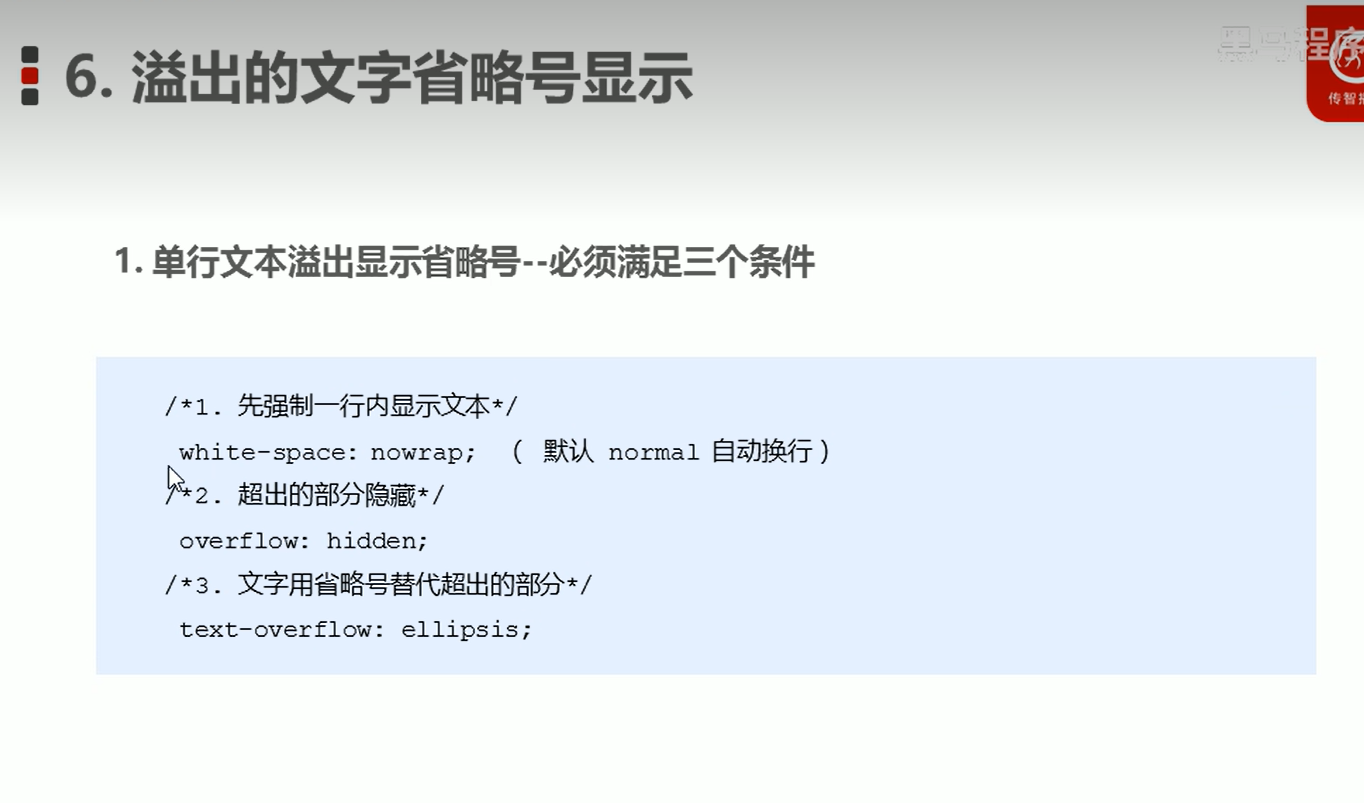 黑马程序
传智播
6. 溢出的文字省略号显示
1. 单行文本溢出显示省略号--必须满足三个条件
/*1. 先强制一行内显示文本*/
white-space: nowrap; （ 默认 normal 自动换行）
/*2. 超出的部分隐藏*/
overflow: hidden;
/*3. 文字用省略号替代超出的部分*/
text-overflow: ellipsis;